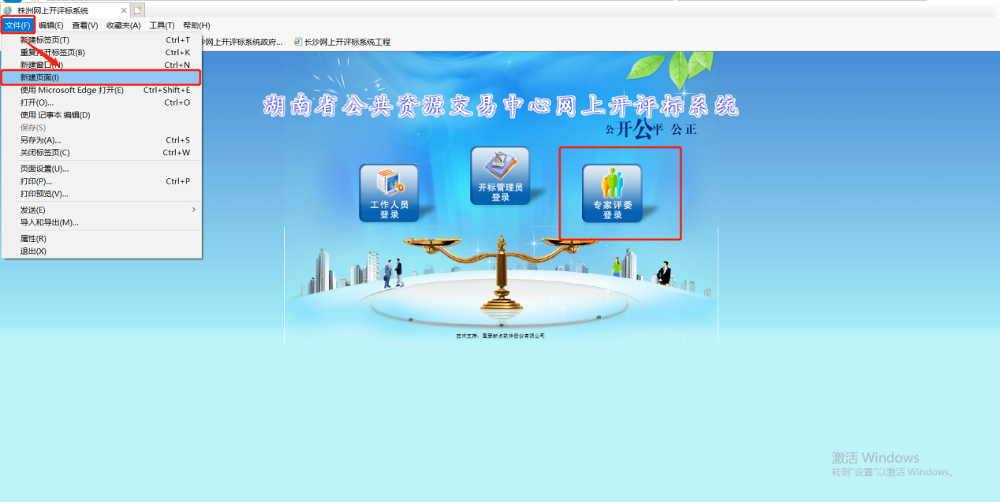 株洲网上开评标系统
文件(F) 编辑(E) 查看(V) 收藏夹(A) 工具(T) 帮助(H)
沙网上开评标系统政府... 长沙网上开评标系统工程
新建标签页(T) Ctrl+T
重复打开标签页(B) Ctrl+K
新建窗口(N) Ctrl+N
新建页面(I)
使用 Microsoft Edge 打开(E) Ctrl+Shift+E
打开(O)... Ctrl+O
使用 记事本 编辑(D)
保存(S)
另存为(A)... Ctrl+S
关闭标签页(C) Ctrl+W
页面设置(U)...
打印(P)... Ctrl+P
打印预览(V)...
发送(E)
导入和导出(M)...
属性(R)
退出(X)
湖南省公共资源交易中心网上开评标系统
公开公平 公正
工作人员
登录
开标管理员
登录
专家评委
登录
技术支持：国泰新点软件股份有限公司
激活 Windows
转到"设置"以激活 Windows。